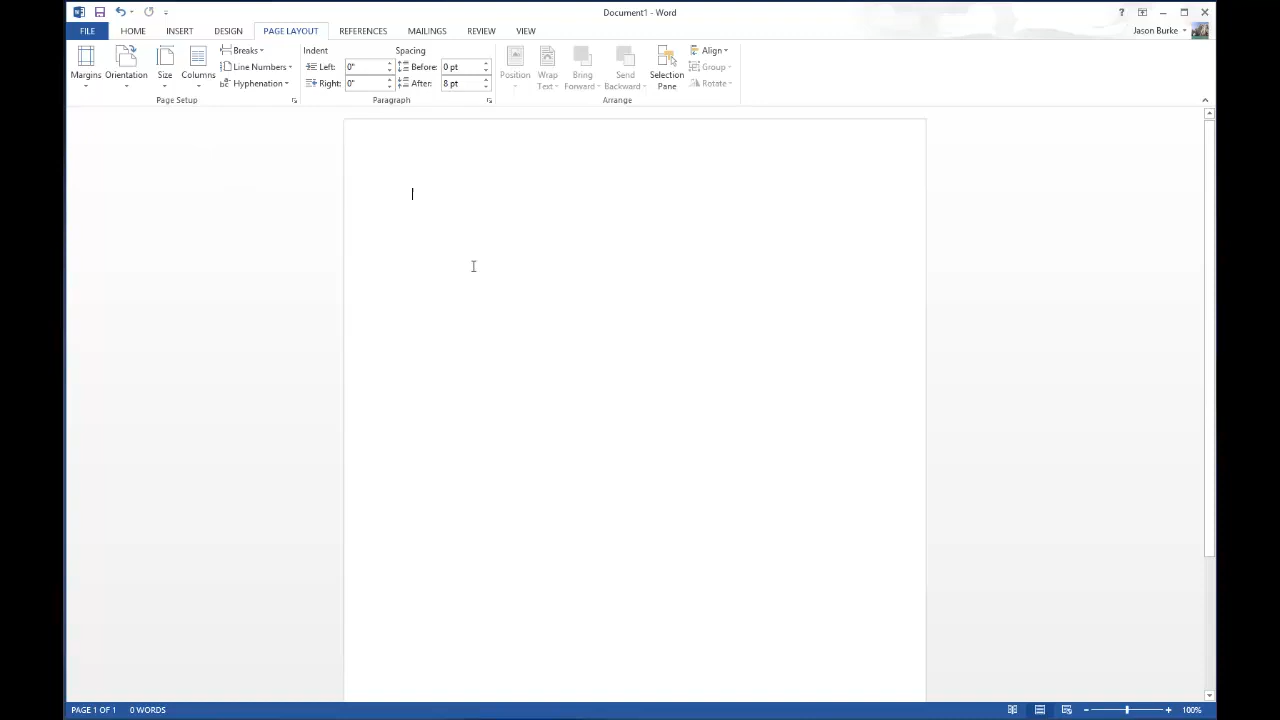 Document1 - Word
?
FILE HOME INSERT DESIGN PAGE LAYOUT REFERENCES MAILINGS REVIEW VIEW Jason Burke
Margins Orientation Size Columns
Breaks
Line Numbers
Hyphenation
Page Setup
Indent Spacing
Left: 0" Before: 0 pt
Right: 0" After: 8 pt
Paragraph
Position Wrap Text Bring Forward Send Backward Selection Pane
Align
Group
Rotate
Arrange
PAGE 1 OF 1 0 WORDS 100%